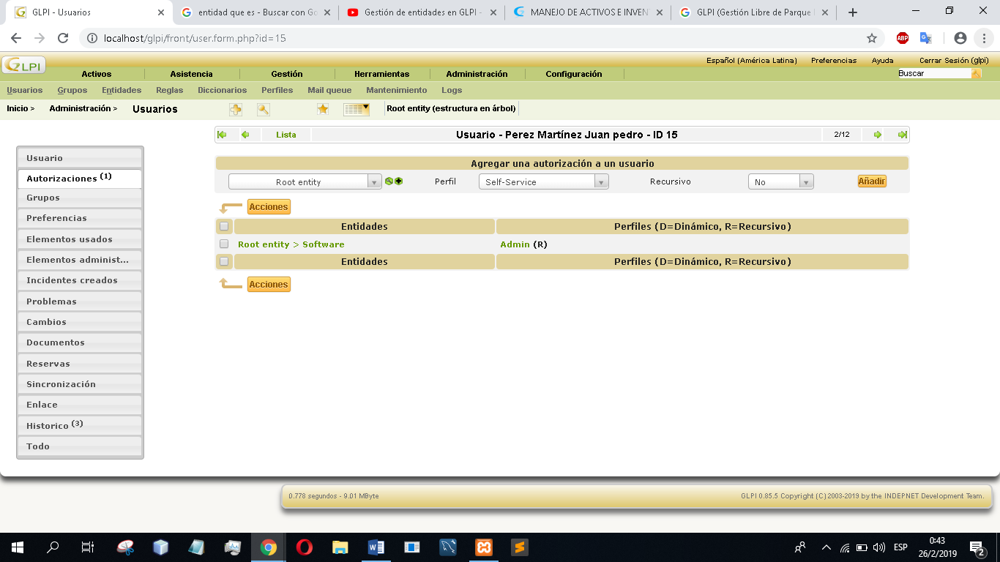 GLPI - Usuarios
entidad que es - Buscar con Go
Gestión de entidades en GLPI -
MANEJO DE ACTIVOS E INVEN
GLPI (Gestión Libre de Parque
localhost/glpi/front/user.form.php?id=15
ABP
GLPI
Español (América Latina) Preferencias Ayuda Cerrar Sesión (glpi)
Activos Asistencia Gestión Herramientas Administración Configuración
Buscar
Usuarios Grupos Entidades Reglas Diccionarios Perfiles Mail queue Mantenimiento Logs
Inicio > Administración > Usuarios
Root entity (estructura en árbol)
Lista
Usuario - Perez Martínez Juan pedro - ID 15
2/12
Usuario
Autorizaciones (1)
Grupos
Preferencias
Elementos usados
Elementos administ...
Incidentes creados
Problemas
Cambios
Documentos
Reservas
Sincronización
Enlace
Historico (3)
Todo
Agregar una autorización a un usuario
Root entity Perfil Self-Service Recursivo No Añadir
Acciones
Entidades Perfiles (D=Dinámico, R=Recursivo)
Root entity > Software Admin (R)
Entidades Perfiles (D=Dinámico, R=Recursivo)
Acciones
0.778 segundos - 9.01 MByte
GLPI 0.85.5 Copyright (C) 2003-2019 by the INDEPNET Development Team.
ESP
0:43
26/2/2019
2